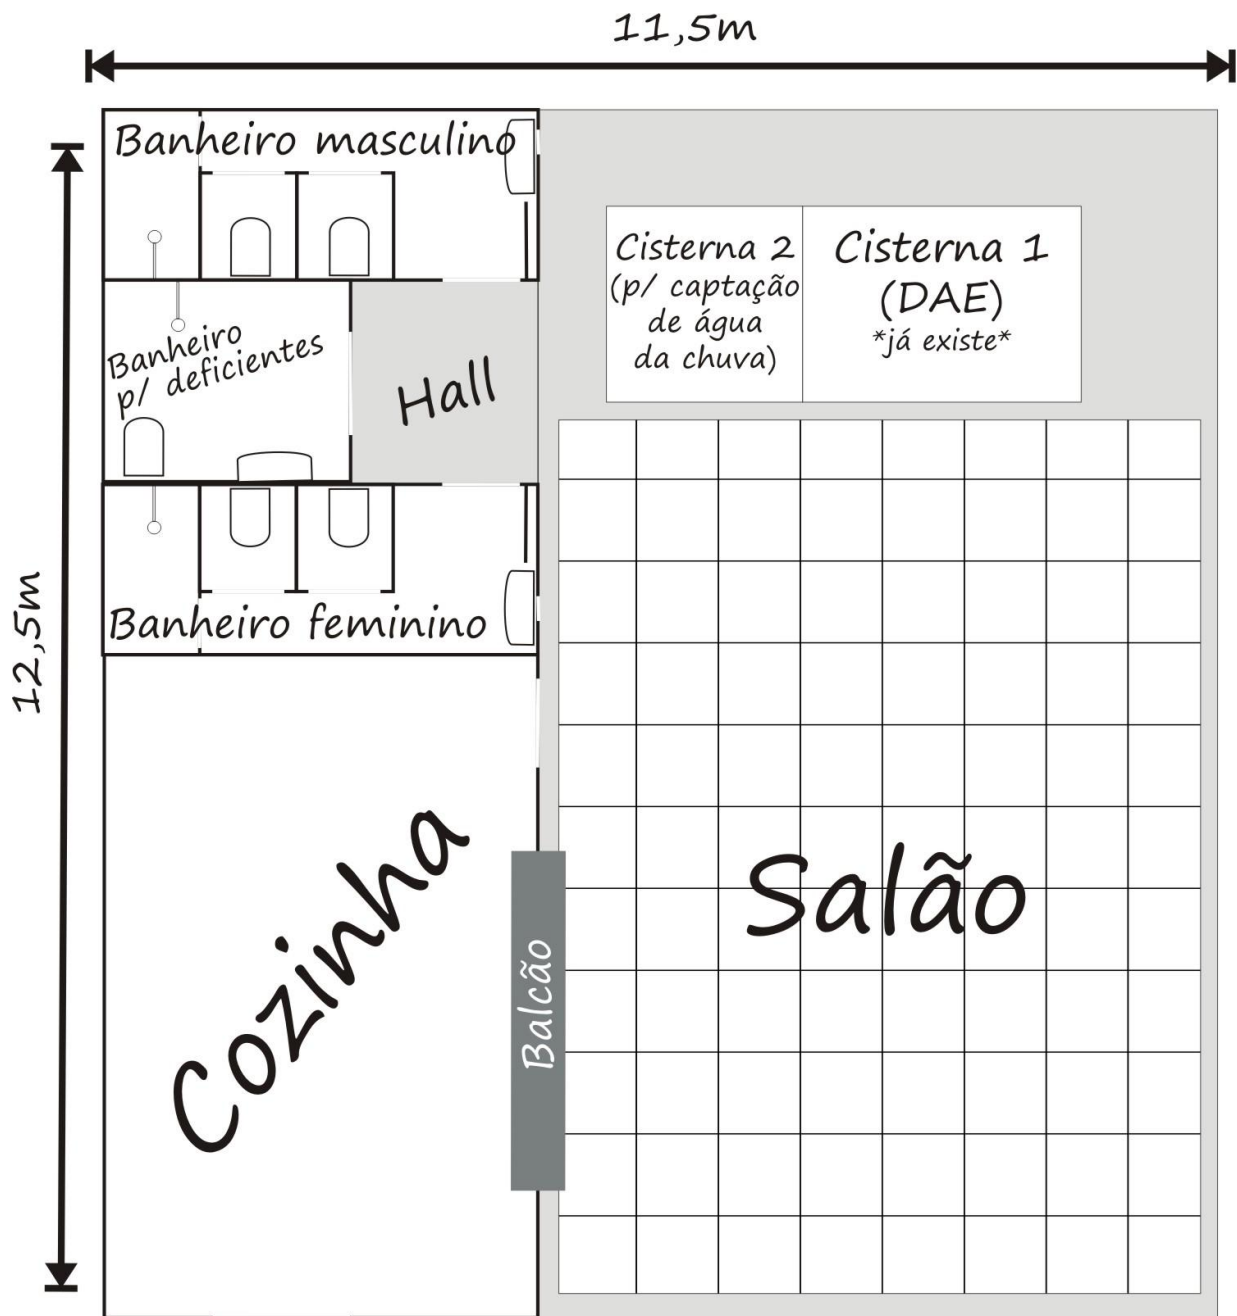 11,5m
Banheiro masculino
Cisterna 2
(p/ captação
de água
da chuva)
Cisterna 1
(DAE)
*já existe*
Banheiro
p/ deficientes
Hall
12,5m
Banheiro feminino
Cozinha
Balcão
Salão